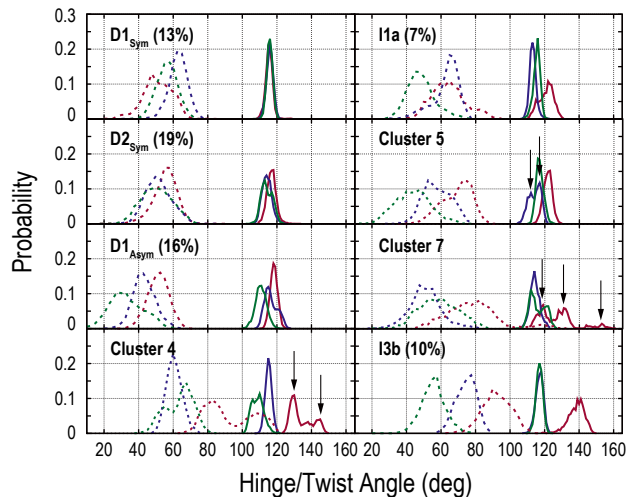 0.2
D1Sym (13%)
I1a (7%)
0.1
0
D2Sym (19%)
Cluster 5
0.2
0.1
0
D1Asym (16%)
Cluster 7
0.2
0.1
0
Cluster 4
I3b (10%)
0.2
0.1
0
20 40 60 80 100 120 140 160 20 40 60 80 100 120 140 160
Probability
Hinge/Twist Angle (deg)